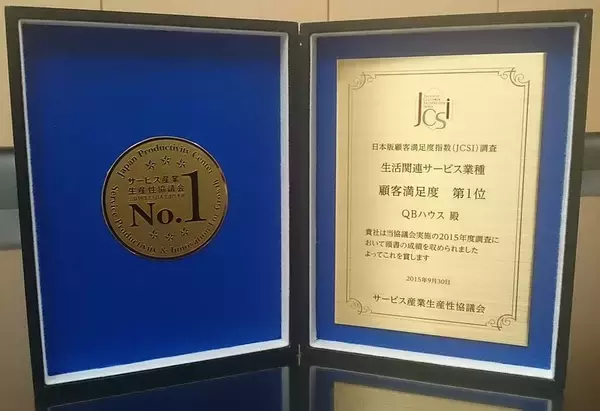 Japan Productivity Center
サービス産業
生産性協議会
No.1
Service Productivity & Innovation for Growth
JCSI
日本版顧客満足度指数(JCSI)調査
生活関連サービス業種
顧客満足度 第1位
QBハウス 殿
貴社は当協議会実施の2015年度調査に
おいて頭書の成績を収められました
よってこれを賞します
2015年9月30日
サービス産業生産性協議会